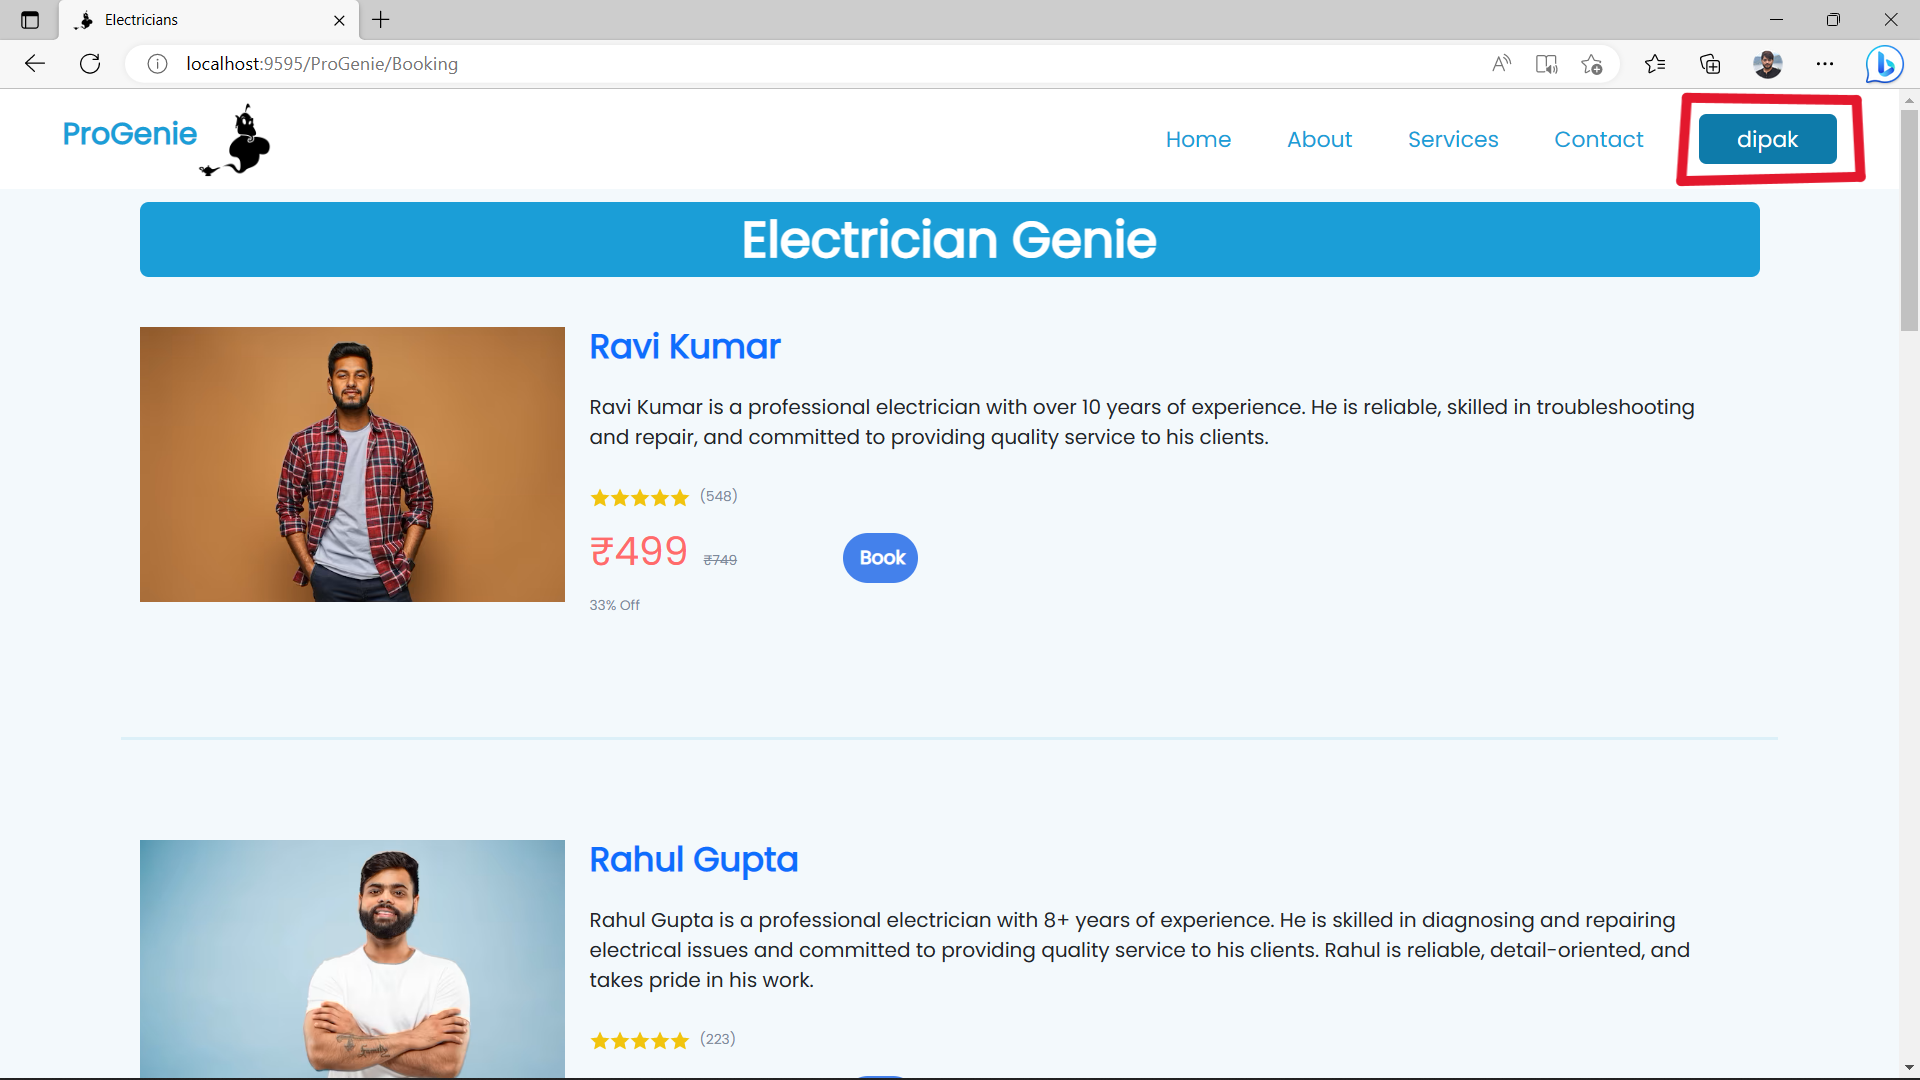 Electricians
localhost:9595/ProGenie/Booking
ProGenie
Home About Services Contact dipak
Electrician Genie
Ravi Kumar
Ravi Kumar is a professional electrician with over 10 years of experience. He is reliable, skilled in troubleshooting
and repair, and committed to providing quality service to his clients.
(548)
₹499 ₹749 Book
33% Off
Rahul Gupta
Rahul Gupta is a professional electrician with 8+ years of experience. He is skilled in diagnosing and repairing
electrical issues and committed to providing quality service to his clients. Rahul is reliable, detail-oriented, and
takes pride in his work.
(223)